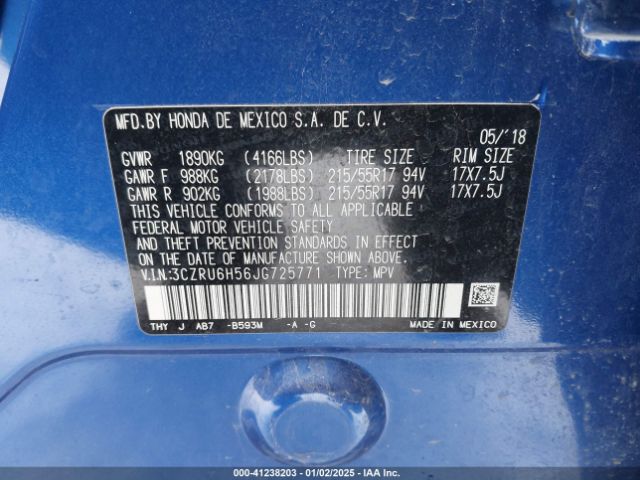 MFD.BY HONDA DE MEXICO S.A. DE C.V.
05/'18
GVWR 1890KG (4166LBS) TIRE SIZE RIM SIZE
GAWR F 988KG (2178LBS) 215/55R17 94V 17X7.5J
GAWR R 902KG (1988LBS) 215/55R17 94V 17X7.5J
THIS VEHICLE CONFORMS TO ALL APPLICABLE
FEDERAL MOTOR VEHICLE SAFETY
AND THEFT PREVENTION STANDARDS IN EFFECT
ON THE DATE OF MANUFACTURE SHOWN ABOVE.
V.I.N:3CZRU6H56JG725771 TYPE: MPV
THY J AB7 -B593M -A -G MADE IN MEXICO
000-41238203 - 01/02/2025 - IAA Inc.